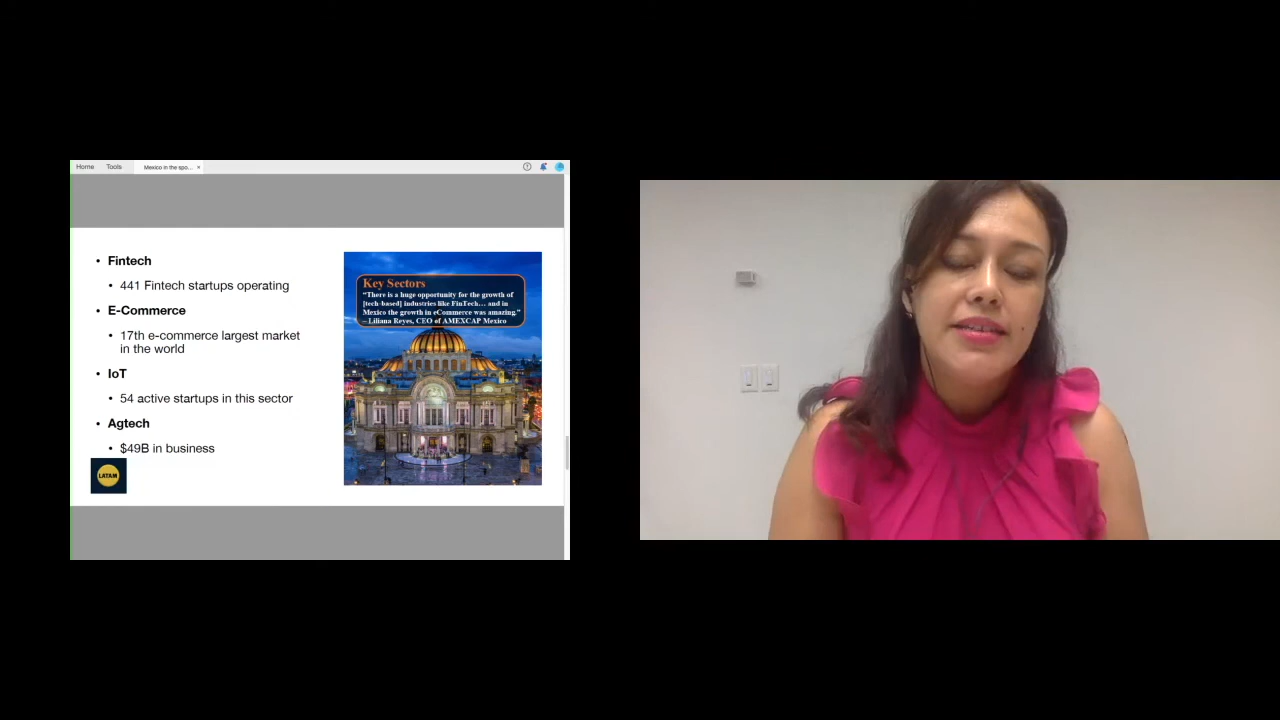 Home Tools Mexico in the spo... ×
• Fintech
• 441 Fintech startups operating
• E-Commerce
• 17th e-commerce largest market
in the world
• IoT
• 54 active startups in this sector
• Agtech
• $49B in business
LATAM
Key Sectors
“There is a huge opportunity for the growth of
[tech-based] industries like FinTech… and in
Mexico the growth in eCommerce was amazing.”
– Liliana Reyes, CEO of AMEXCAP Mexico